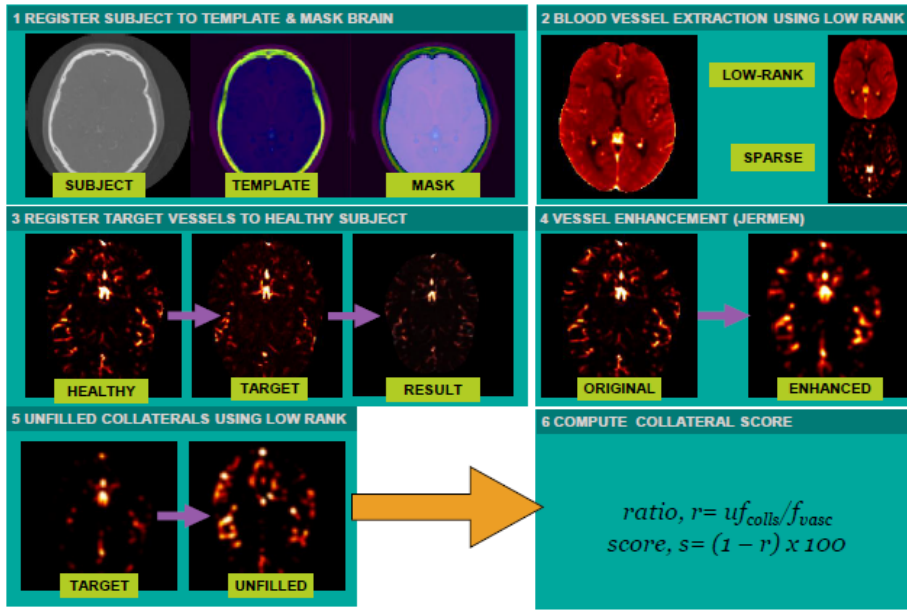 1 REGISTER SUBJECT TO TEMPLATE & MASK BRAIN
SUBJECT
TEMPLATE
MASK
2 BLOOD VESSEL EXTRACTION USING LOW RANK
LOW-RANK
SPARSE
3 REGISTER TARGET VESSELS TO HEALTHY SUBJECT
HEALTHY
TARGET
RESULT
4 VESSEL ENHANCEMENT (JERMEN)
ORIGINAL
ENHANCED
5 UNFILLED COLLATERALS USING LOW RANK
TARGET
UNFILLED
6 COMPUTE COLLATERAL SCORE
ratio, r= uf_colls/f_vasc
score, s= (1 – r) x 100